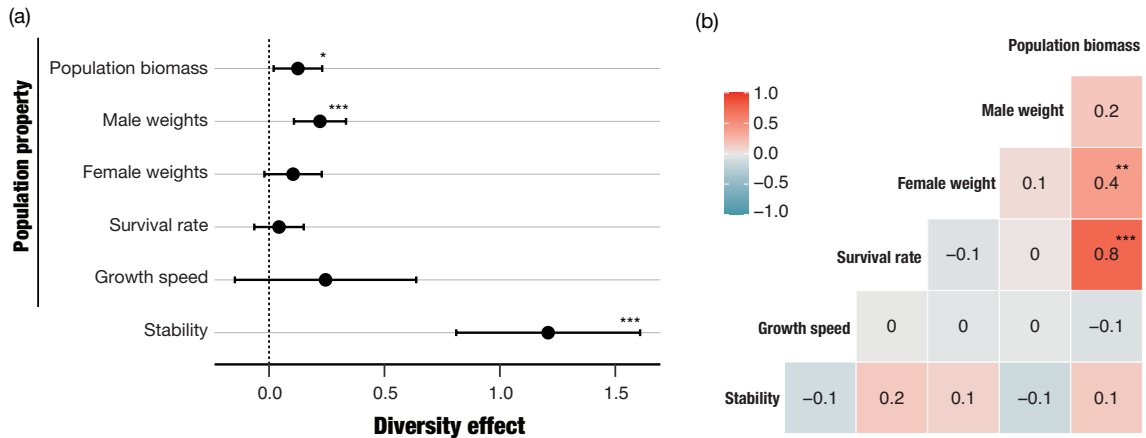 (a)
Population property
Population biomass
*
Male weights
***
Female weights
Survival rate
Growth speed
Stability
***
0.0 0.5 1.0 1.5
Diversity effect
(b)
Population biomass
1.0
0.5
0.0
−0.5
−1.0
Male weight 0.2
Female weight 0.1 0.4**
Survival rate −0.1 0 0.8***
Growth speed 0 0 0 −0.1
Stability −0.1 0.2 0.1 −0.1 0.1